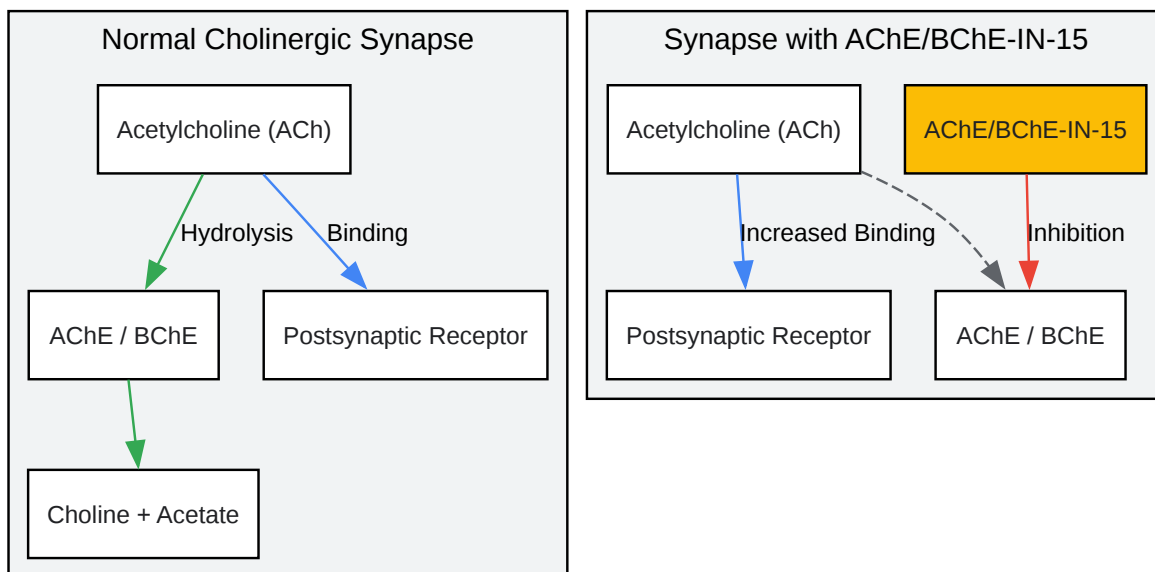 Normal Cholinergic Synapse
Acetylcholine (ACh)
Hydrolysis
Binding
AChE / BChE
Postsynaptic Receptor
Choline + Acetate
Synapse with AChE/BChE-IN-15
Acetylcholine (ACh)
AChE/BChE-IN-15
Increased Binding
Inhibition
Postsynaptic Receptor
AChE / BChE